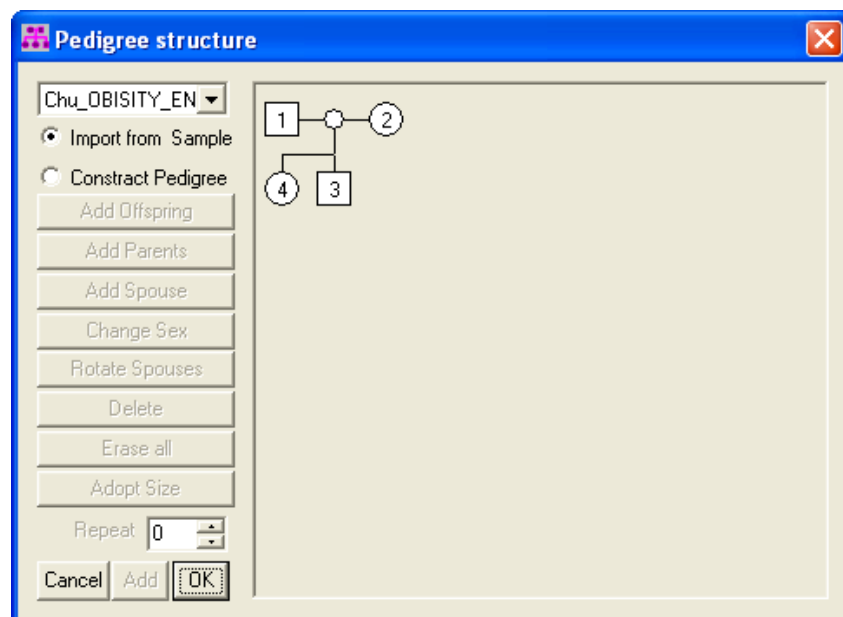 Pedigree structure
Chu_OBISITY_EN
Import from Sample
Constract Pedigree
Add Offspring
Add Parents
Add Spouse
Change Sex
Rotate Spouses
Delete
Erase all
Adopt Size
Repeat 0
Cancel Add OK
1 2
4 3